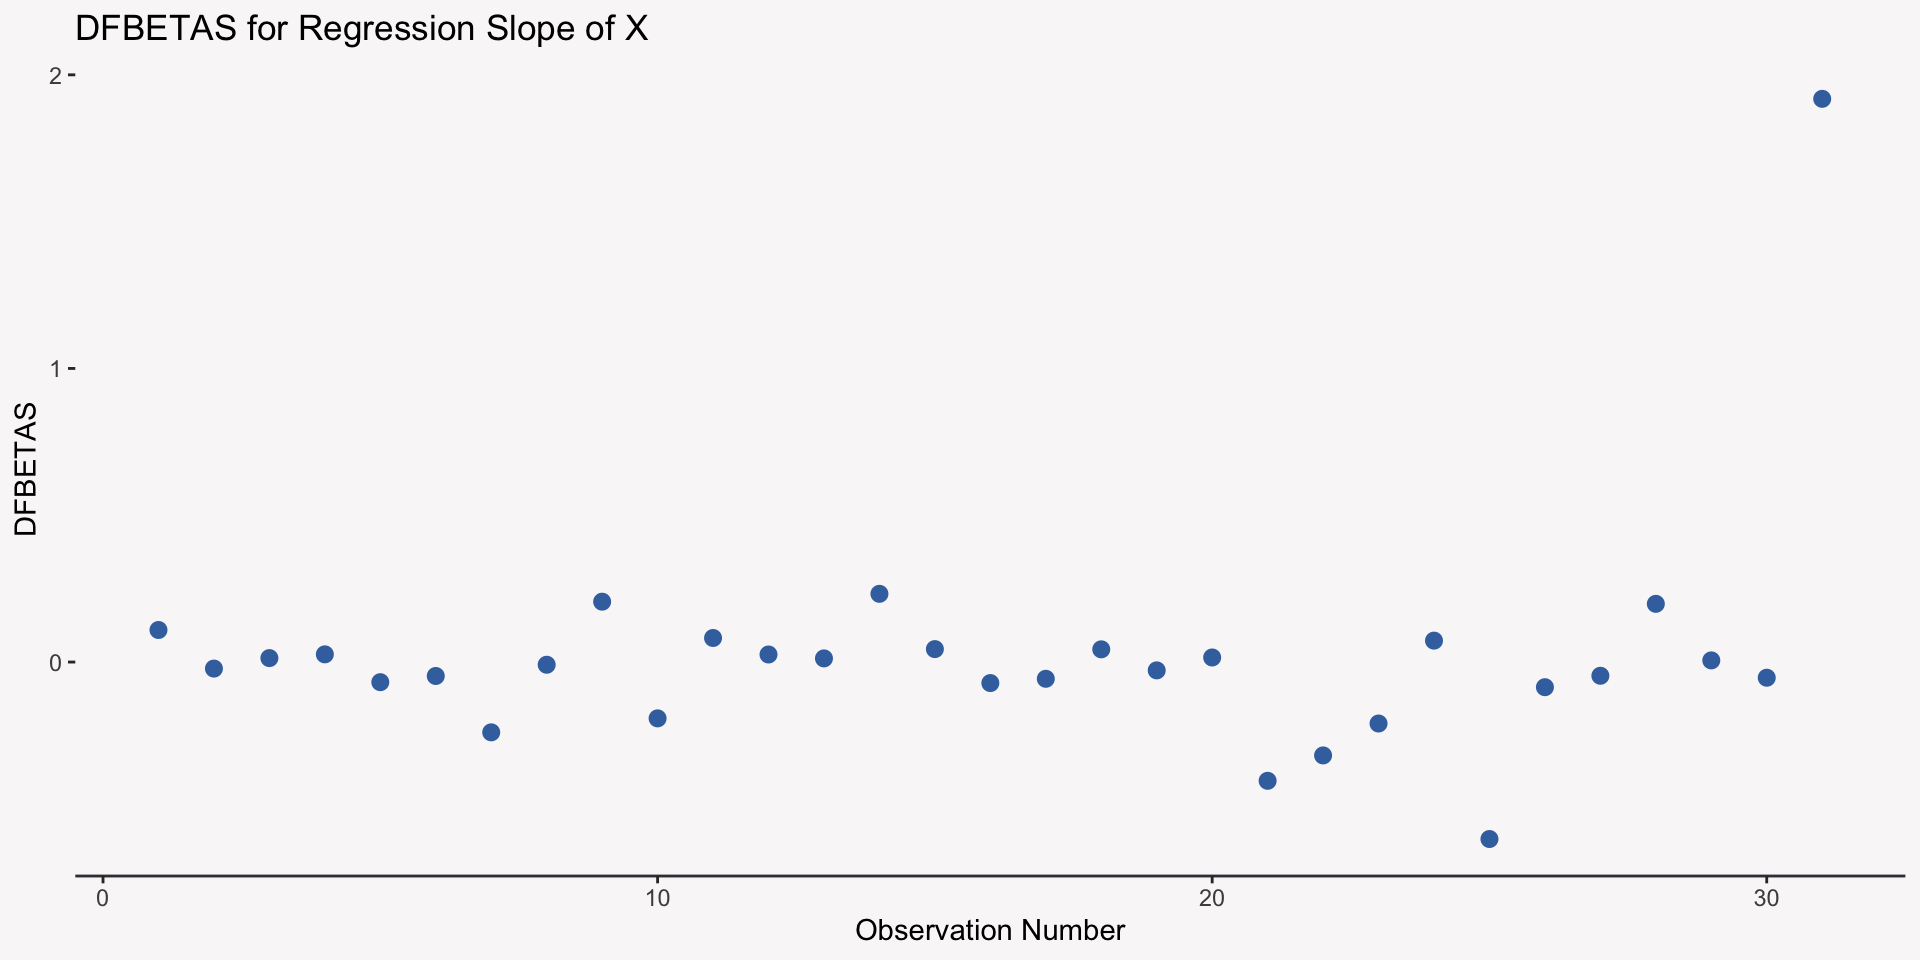 DFBETAS for Regression Slope of X
2
1
0
DFBETAS
0 10 20 30
Observation Number